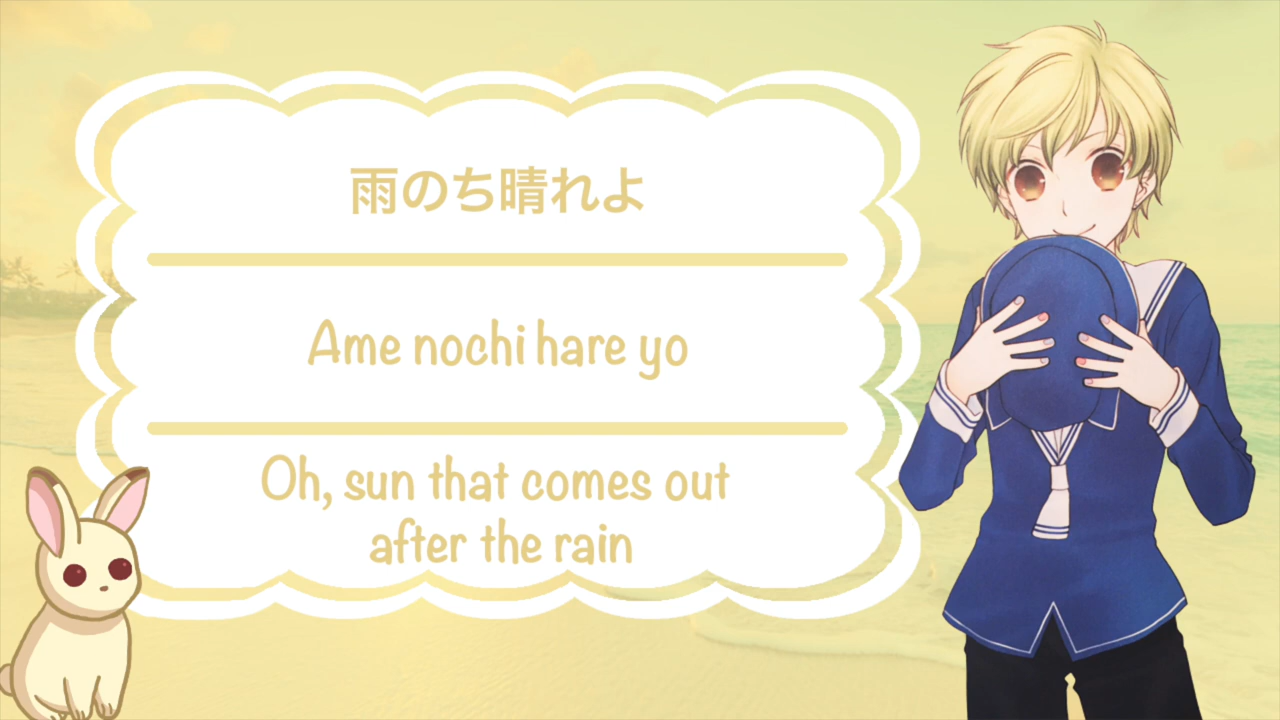 雨のち晴れよ
Ame nochi hare yo
Oh, sun that comes out
after the rain